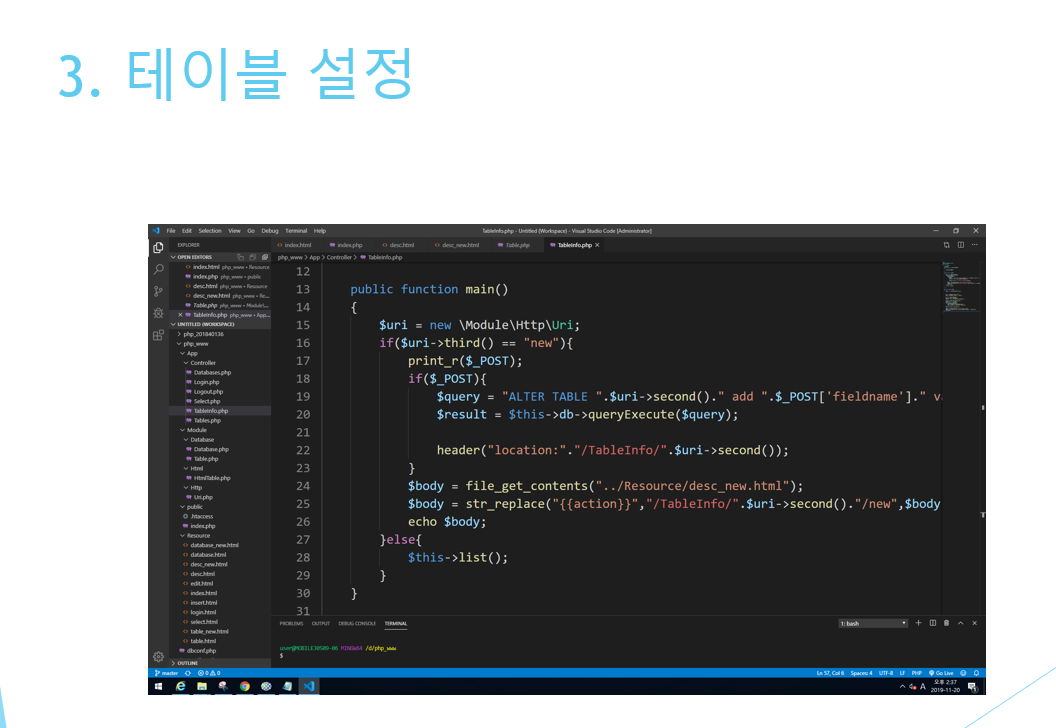 3. 테이블 설정
File Edit Selection View Go Debug Terminal Help
TableInfo.php - Untitled (Workspace) - Visual Studio Code [Administrator]
EXPLORER
index.html index.php desc.html desc_new.html Table.php TableInfo.php ×
OPEN EDITORS
php_www > App > Controller > TableInfo.php
index.html php_www • Resource
index.php php_www • public
desc.html php_www • Resource
desc_new.html php_www • Re...
Table.php php_www • Module\...
× TableInfo.php php_www • App...
UNTITLED (WORKSPACE)
php_201840136
php_www
App
Controller
Databases.php
Login.php
Logout.php
Select.php
TableInfo.php
Tables.php
Module
Database
Database.php
Table.php
Html
HtmlTable.php
Http
Uri.php
public
.htaccess
index.php
Resource
database_new.html
database.html
desc_new.html
desc.html
edit.html
index.html
insert.html
login.html
select.html
table_new.html
table.html
dbconf.php
OUTLINE
12
13 public function main()
14 {
15 $uri = new \Module\Http\Uri;
16 if($uri->third() == "new"){
17 print_r($_POST);
18 if($_POST){
19 $query = "ALTER TABLE ".$uri->second()." add ".$_POST['fieldname']." v
20 $result = $this->db->queryExecute($query);
21
22 header("location:"."/TableInfo/".$uri->second());
23 }
24 $body = file_get_contents("../Resource/desc_new.html");
25 $body = str_replace("{{action}}","/TableInfo/".$uri->second()."/new",$body
26 echo $body;
27 }else{
28 $this->list();
29 }
30 }
31
PROBLEMS OUTPUT DEBUG CONSOLE TERMINAL
1: bash
user@MOBILE30509-06 MINGW64 /d/php_www
$
master 0 0
Ln 57, Col 6 Spaces: 4 UTF-8 LF PHP Go Live
A
오후 2:37
2019-11-20